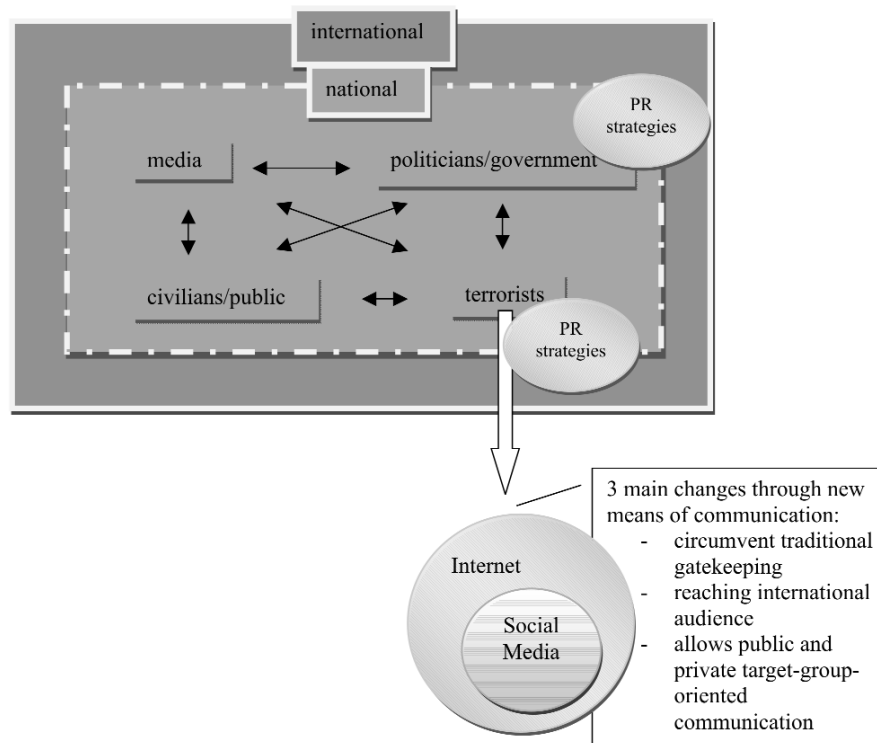 international
national
PR
strategies
media
politicians/government
civilians/public
terrorists
PR
strategies
3 main changes through new
means of communication:
- circumvent traditional
gatekeeping
- reaching international
audience
- allows public and
private target-group-
oriented
communication
Internet
Social
Media